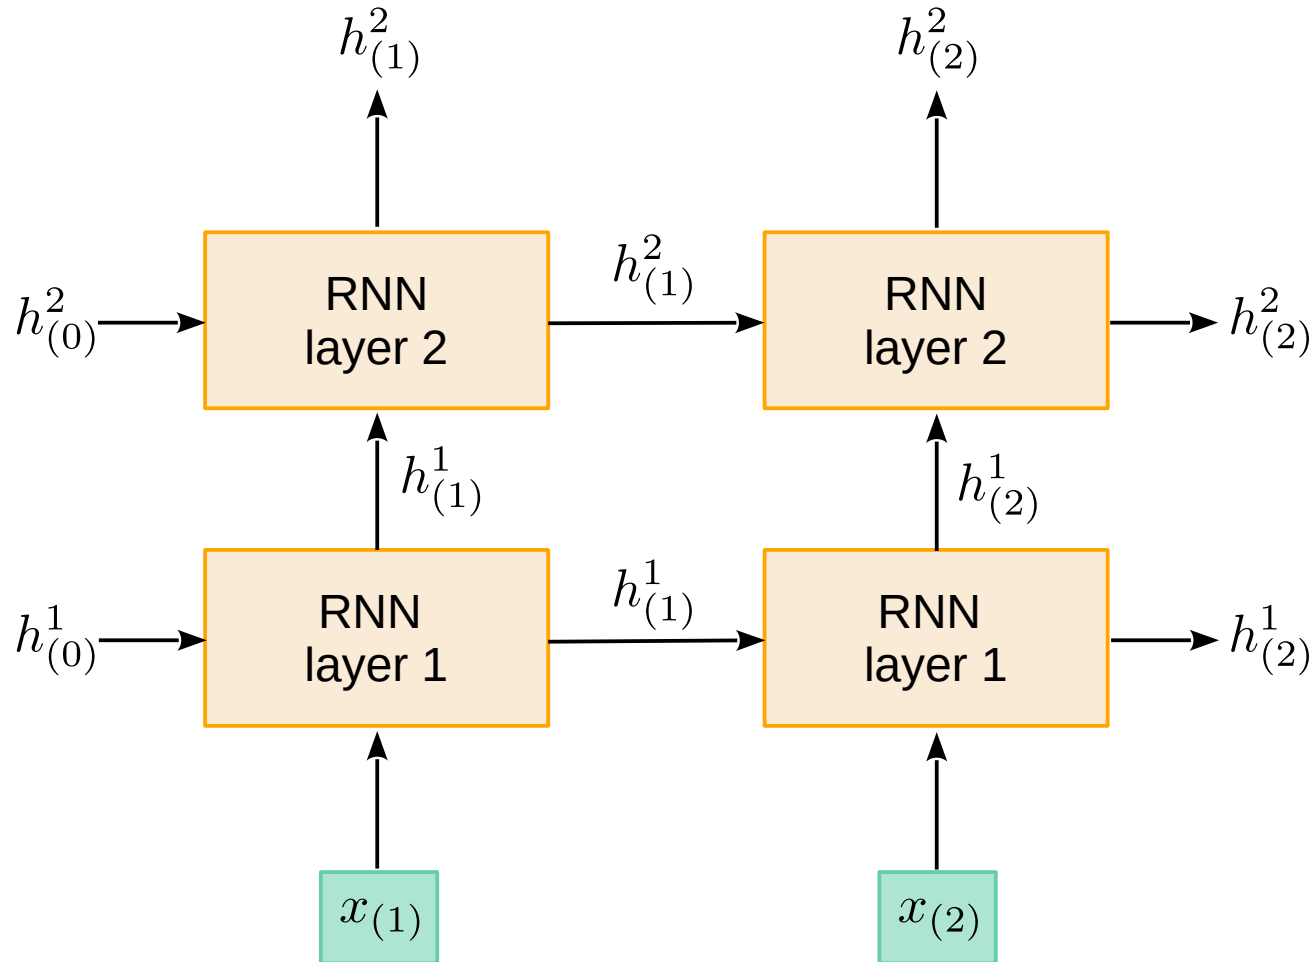 $h^2_{(1)}$ $h^2_{(2)}$
$h^2_{(1)}$
$h^2_{(0)}$ RNN RNN $h^2_{(2)}$
layer 2 layer 2
$h^1_{(1)}$ $h^1_{(2)}$
$h^1_{(1)}$
$h^1_{(0)}$ RNN RNN $h^1_{(2)}$
layer 1 layer 1
$x_{(1)}$ $x_{(2)}$